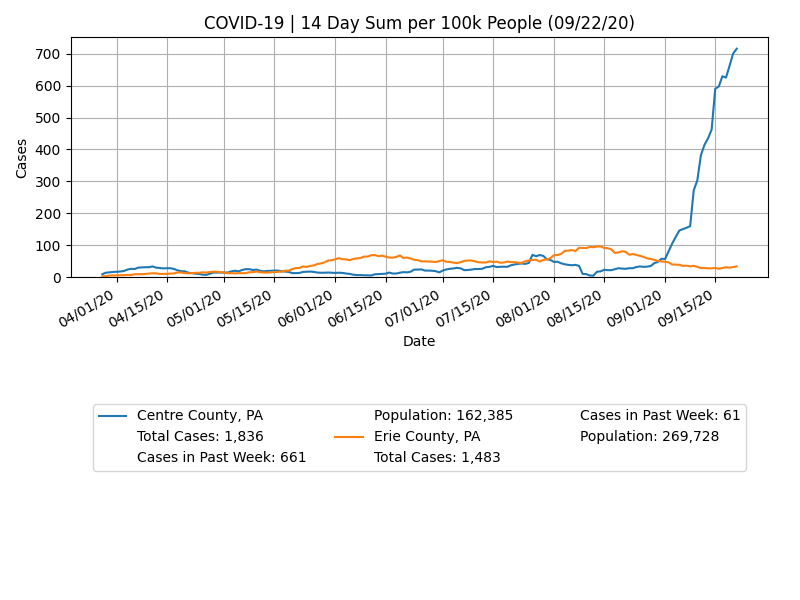 COVID-19 | 14 Day Sum per 100k People (09/22/20)
Cases
700
600
500
400
300
200
100
0
04/01/20
04/15/20
05/01/20
05/15/20
06/01/20
06/15/20
07/01/20
07/15/20
08/01/20
08/15/20
09/01/20
09/15/20
Date
Centre County, PA
Total Cases: 1,836
Cases in Past Week: 661
Population: 162,385
Erie County, PA
Total Cases: 1,483
Cases in Past Week: 61
Population: 269,728